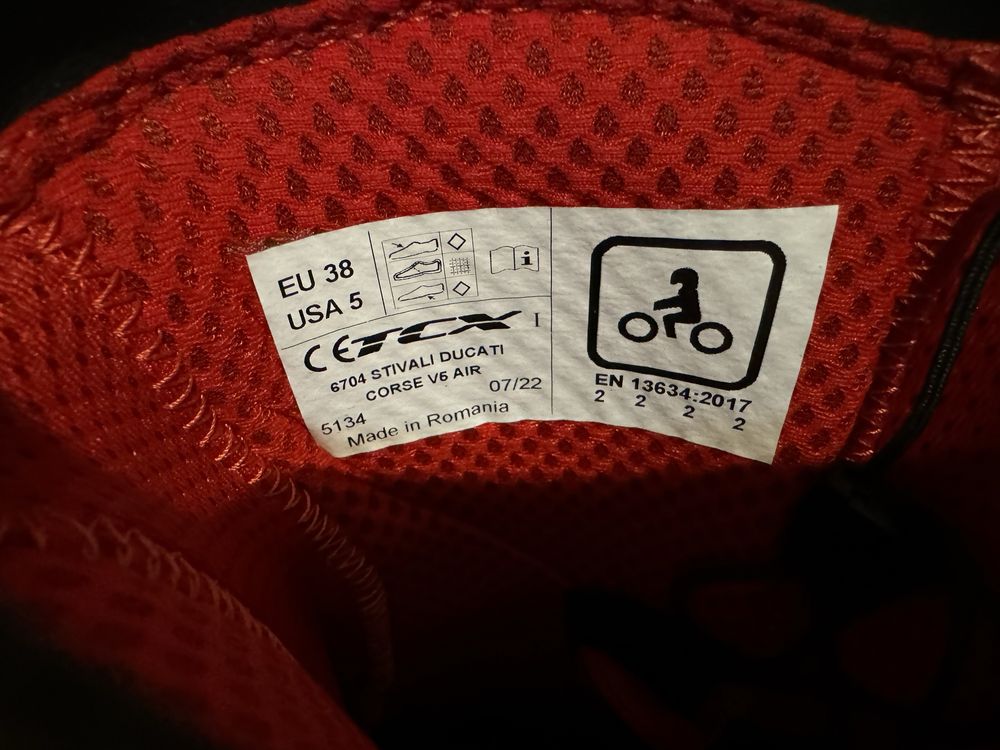 EU 38
USA 5
i
CE TCX I
6704 STIVALI DUCATI
CORSE V5 AIR
07/22
5134
Made in Romania
EN 13634:2017
2 2 2 2